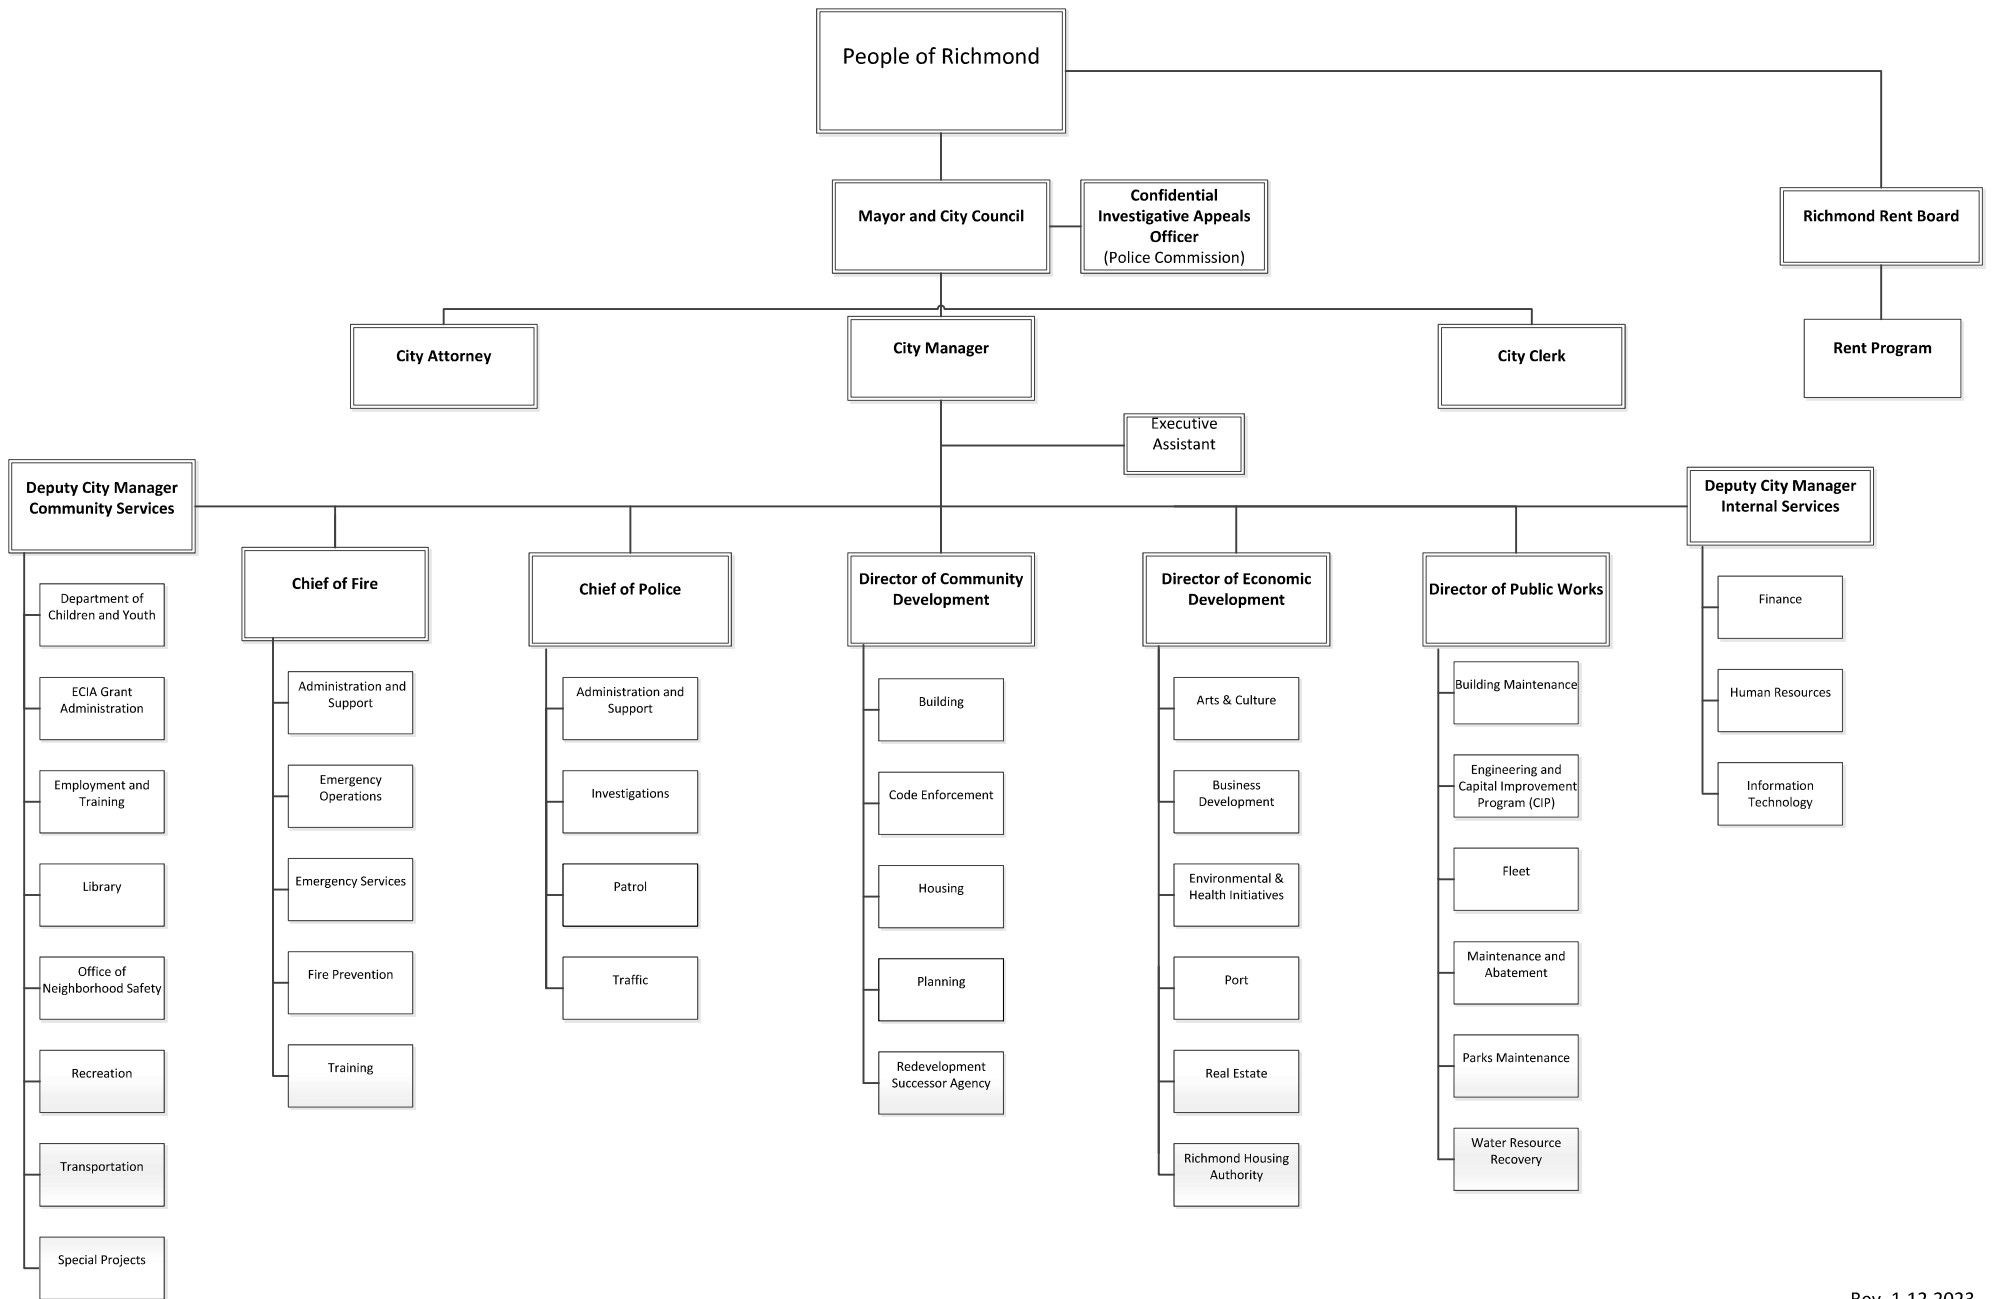 People of Richmond
Mayor and City Council
Confidential
Investigative Appeals
Officer
(Police Commission)
Richmond Rent Board
City Attorney
City Manager
City Clerk
Rent Program
Executive
Assistant
Deputy City Manager
Community Services
Deputy City Manager
Internal Services
Chief of Fire
Chief of Police
Director of Community
Development
Director of Economic
Development
Director of Public Works
Department of
Children and Youth
ECIA Grant
Administration
Employment and
Training
Library
Office of
Neighborhood Safety
Recreation
Transportation
Special Projects
Administration and
Support
Emergency
Operations
Emergency Services
Fire Prevention
Training
Administration and
Support
Investigations
Patrol
Traffic
Building
Code Enforcement
Housing
Planning
Redevelopment
Successor Agency
Arts & Culture
Business
Development
Environmental &
Health Initiatives
Port
Real Estate
Richmond Housing
Authority
Building Maintenance
Engineering and
Capital Improvement
Program (CIP)
Fleet
Maintenance and
Abatement
Parks Maintenance
Water Resource
Recovery
Finance
Human Resources
Information
Technology
Rev. 1.12.2023